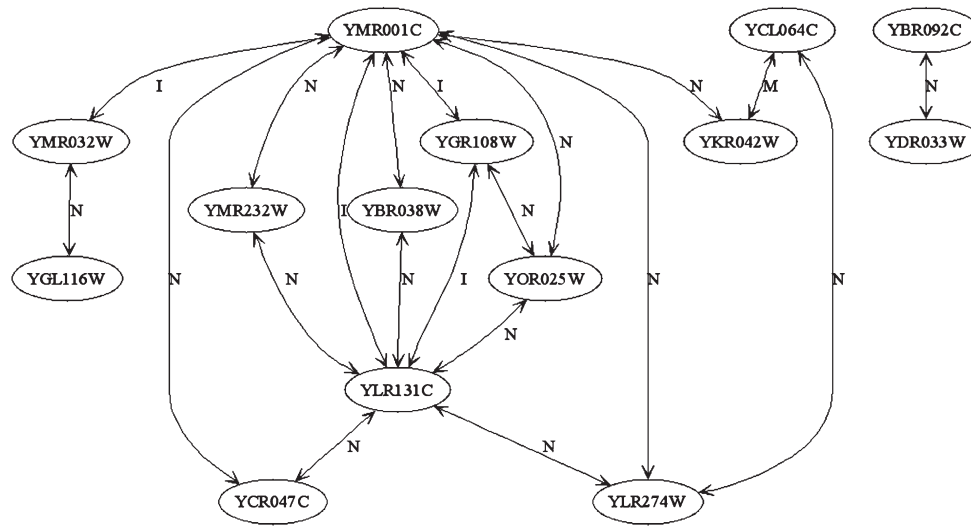 YMR001C
YCL064C
YBR092C
I
N
N
I
N
M
N
YMR032W
YGR108W
N
YKR042W
YDR033W
N
YMR232W
I
YBR038W
N
YGL116W
N
N
N
I
YOR025W
N
N
N
YLR131C
N
N
YCR047C
YLR274W